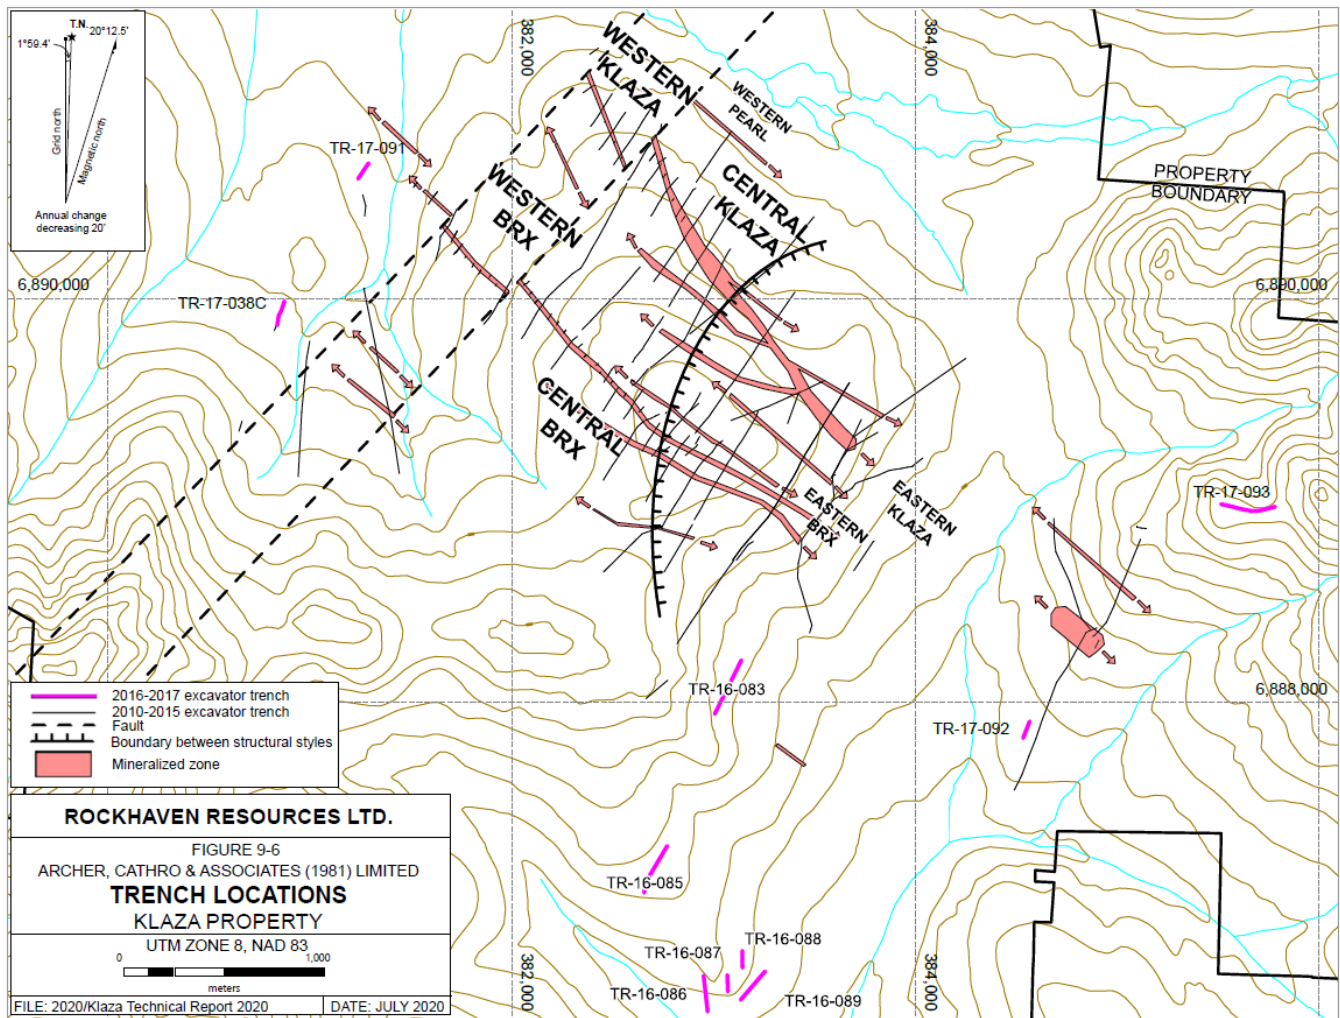 T.N.
1°59.4'
20°12.5'
Grid north
Magnetic north
Annual change
decreasing 20'
382,000
384,000
WESTERN
KLAZA
WESTERN
PEARL
TR-17-091
WESTERN
BRX
CENTRAL
KLAZA
PROPERTY
BOUNDARY
6,890,000
6,890,000
TR-17-038C
CENTRAL
BRX
EASTERN
BRX
EASTERN
KLAZA
TR-17-093
TR-16-083
6,888,000
TR-17-092
2016-2017 excavator trench
2010-2015 excavator trench
Fault
Boundary between structural styles
Mineralized zone
ROCKHAVEN RESOURCES LTD.
FIGURE 9-6
ARCHER, CATHRO & ASSOCIATES (1981) LIMITED
TRENCH LOCATIONS
KLAZA PROPERTY
UTM ZONE 8, NAD 83
0 1,000
meters
FILE: 2020/Klaza Technical Report 2020 DATE: JULY 2020
TR-16-085
TR-16-087
TR-16-088
TR-16-086
TR-16-089
382,000
384,000